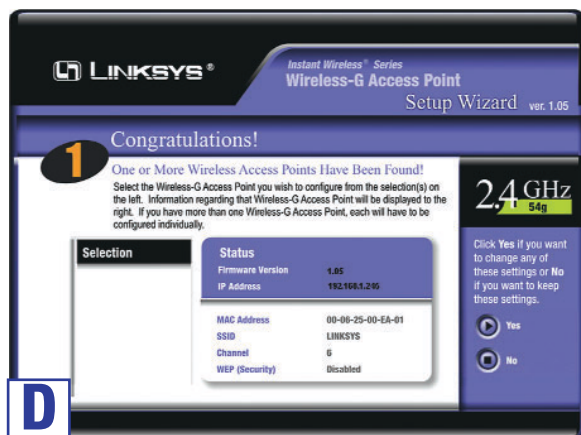 LINKSYS®
Instant Wireless® Series
Wireless-G Access Point
Setup Wizard ver. 1.05
1
Congratulations!
One or More Wireless Access Points Have Been Found!
Select the Wireless-G Access Point you wish to configure from the selection(s) on
the left. Information regarding that Wireless-G Access Point will be displayed to the
right. If you have more than one Wireless-G Access Point, each will have to be
configured individually.
Selection
Status
Firmware Version 1.05
IP Address 192.168.1.246
MAC Address 00-06-25-00-EA-01
SSID LINKSYS
Channel 6
WEP (Security) Disabled
2.4 GHz
54g
Click Yes if you want
to change any of
these settings or No
if you want to keep
these settings.
Yes
No
D